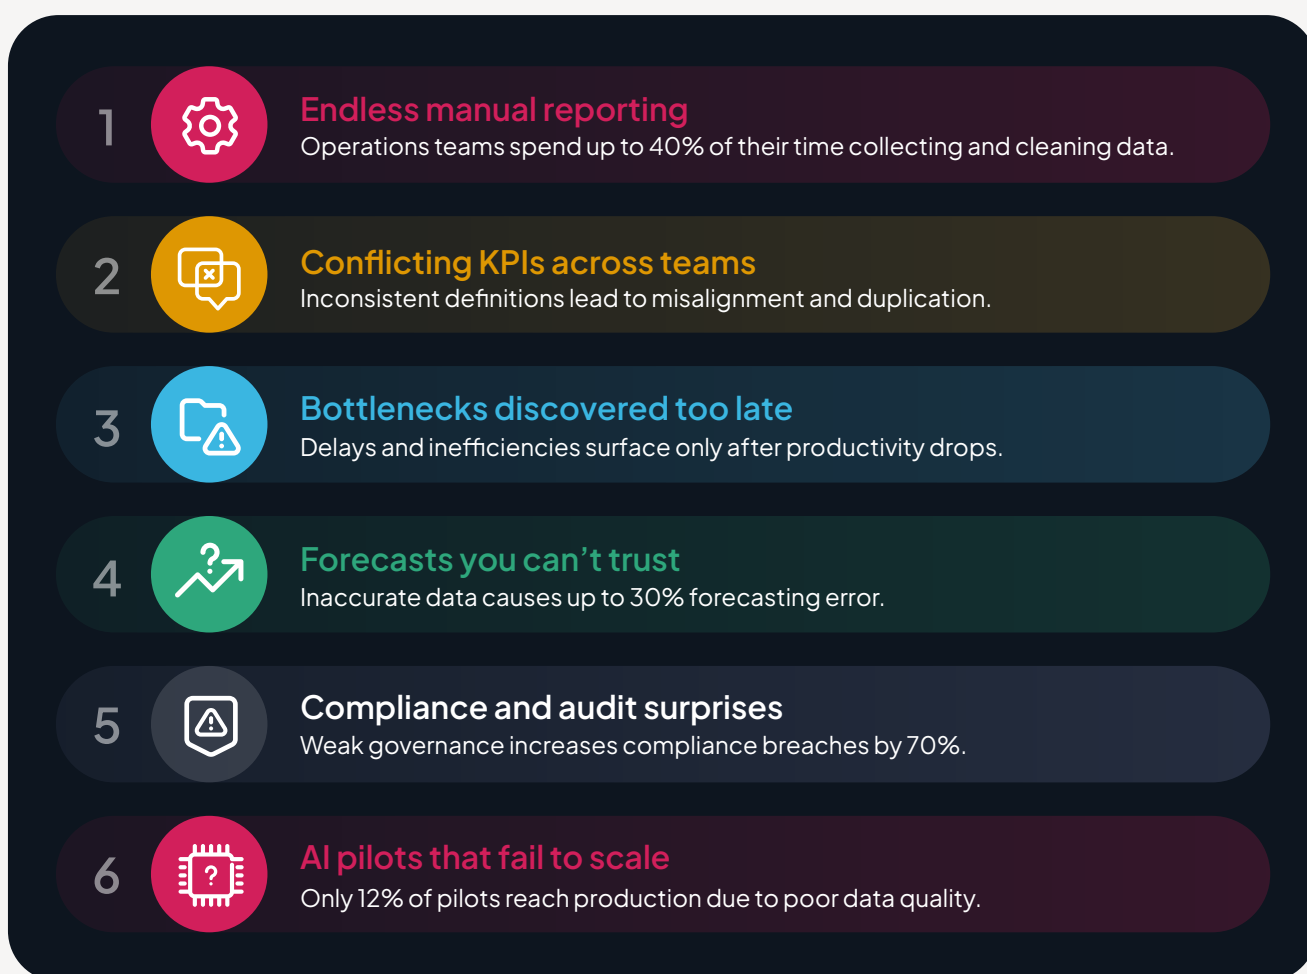 1
Endless manual reporting
Operations teams spend up to 40% of their time collecting and cleaning data.
2
Conflicting KPIs across teams
Inconsistent definitions lead to misalignment and duplication.
3
Bottlenecks discovered too late
Delays and inefficiencies surface only after productivity drops.
4
Forecasts you can’t trust
Inaccurate data causes up to 30% forecasting error.
5
Compliance and audit surprises
Weak governance increases compliance breaches by 70%.
6
AI pilots that fail to scale
Only 12% of pilots reach production due to poor data quality.